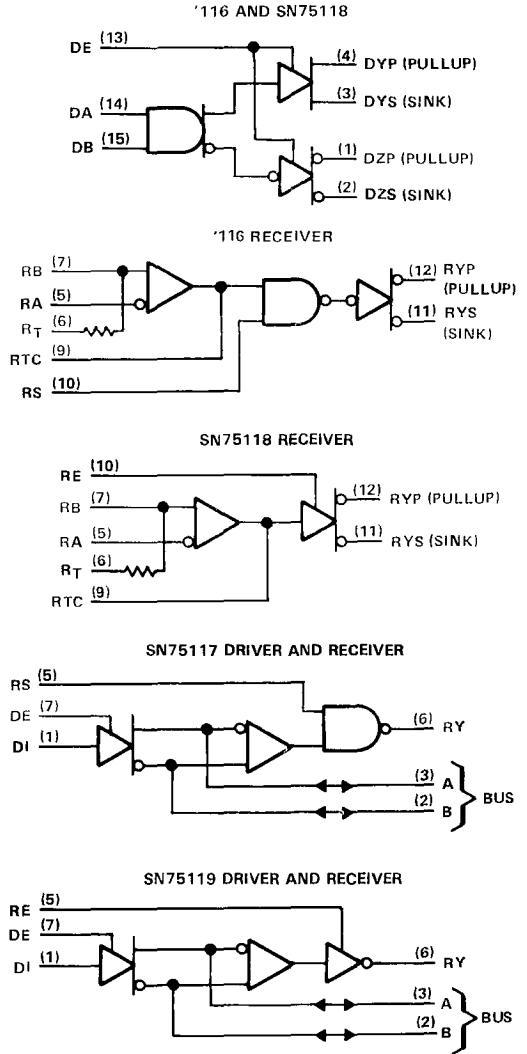 '116 AND SN75118
DE (13)
(4) DYP (PULLUP)
DA (14)
(3) DYS (SINK)
DB (15)
(1) DZP (PULLUP)
(2) DZS (SINK)
'116 RECEIVER
RB (7)
(12) RYP
(PULLUP)
RA (5)
(11) RYS
(SINK)
RT (6)
RTC (9)
RS (10)
SN75118 RECEIVER
RE (10)
RB (7)
(12) RYP (PULLUP)
RA (5)
(11) RYS (SINK)
RT (6)
RTC (9)
SN75117 DRIVER AND RECEIVER
RS (5)
DE (7)
(6) RY
DI (1)
(3) A
(2) B
BUS
SN75119 DRIVER AND RECEIVER
RE (5)
DE (7)
(6) RY
DI (1)
(3) A
(2) B
BUS